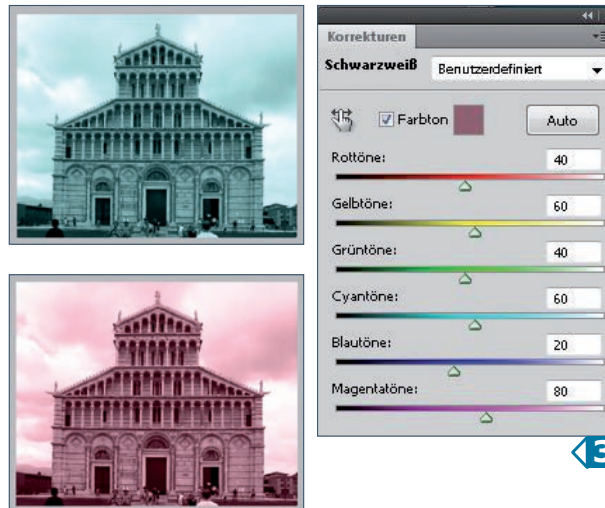 Korrekturen
Schwarzweiß Benutzerdefiniert
Farbton Auto
Rottöne: 40
Gelbtöne: 60
Grüntöne: 40
Cyantöne: 60
Blautöne: 20
Magentatöne: 80
3